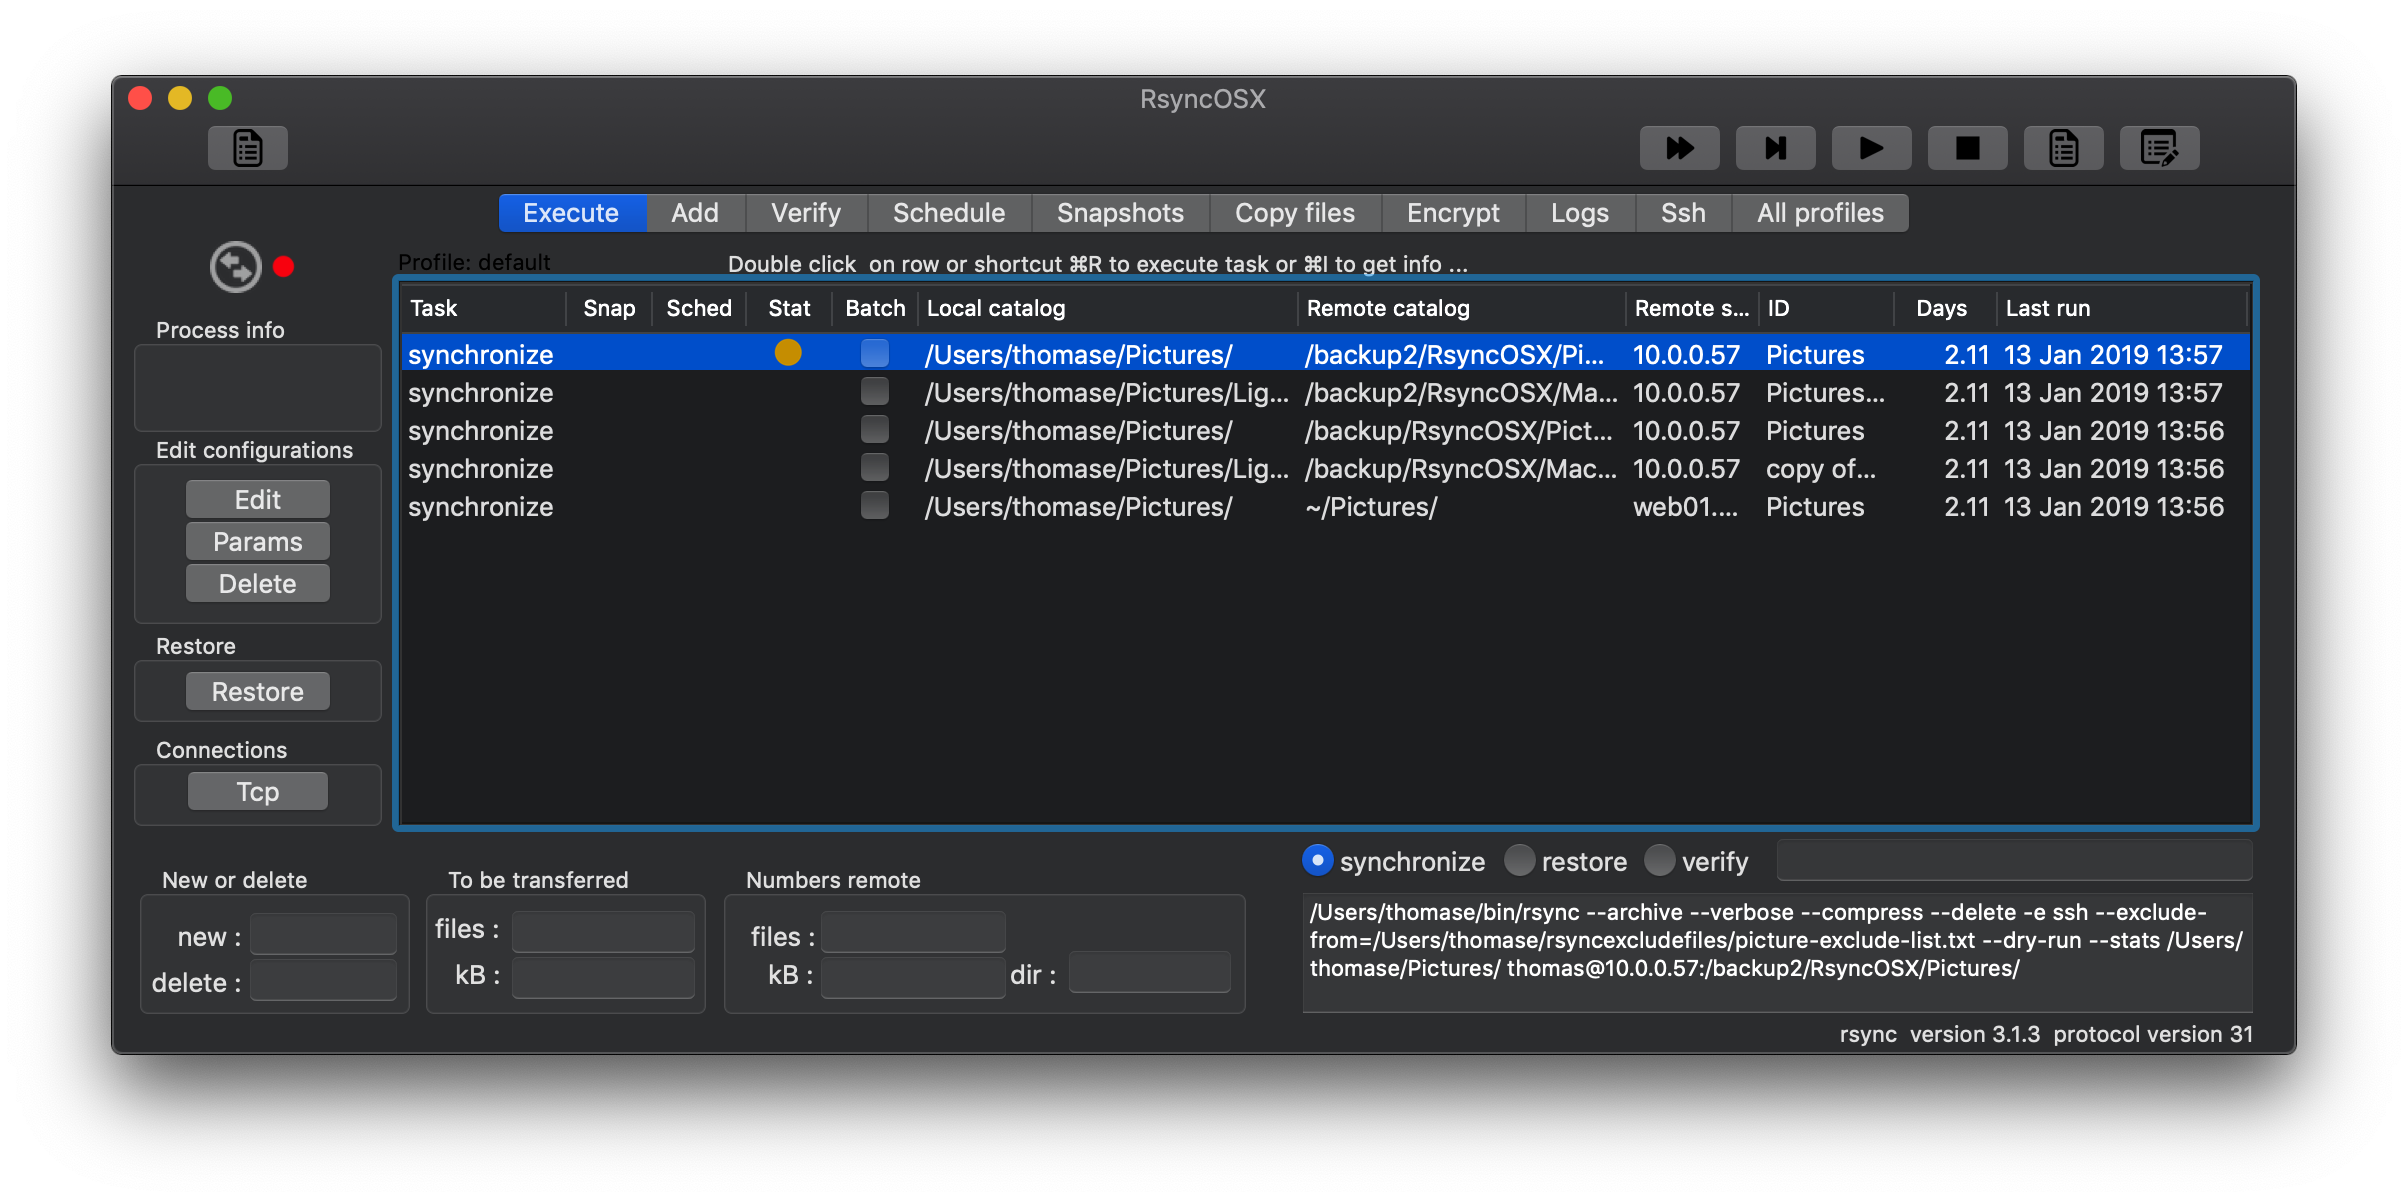 RsyncOSX
Execute Add Verify Schedule Snapshots Copy files Encrypt Logs Ssh All profiles
Profile: default Double click on row or shortcut ⌘R to execute task or ⌘I to get info ...
Task Snap Sched Stat Batch Local catalog Remote catalog Remote s... ID Days Last run
synchronize /Users/thomase/Pictures/ /backup2/RsyncOSX/Pi... 10.0.0.57 Pictures 2.11 13 Jan 2019 13:57
synchronize /Users/thomase/Pictures/Lig... /backup2/RsyncOSX/Ma... 10.0.0.57 Pictures... 2.11 13 Jan 2019 13:57
synchronize /Users/thomase/Pictures/ /backup/RsyncOSX/Pict... 10.0.0.57 Pictures 2.11 13 Jan 2019 13:56
synchronize /Users/thomase/Pictures/Lig... /backup/RsyncOSX/Mac... 10.0.0.57 copy of... 2.11 13 Jan 2019 13:56
synchronize /Users/thomase/Pictures/ ~/Pictures/ web01.... Pictures 2.11 13 Jan 2019 13:56
Process info
Edit configurations
Edit
Params
Delete
Restore
Restore
Connections
Tcp
New or delete
new :
delete :
To be transferred
files :
kB :
Numbers remote
files :
kB : dir :
synchronize restore verify
/Users/thomase/bin/rsync --archive --verbose --compress --delete -e ssh --exclude-
from=/Users/thomase/rsyncexcludefiles/picture-exclude-list.txt --dry-run --stats /Users/
thomase/Pictures/ thomas@10.0.0.57:/backup2/RsyncOSX/Pictures/
rsync version 3.1.3 protocol version 31